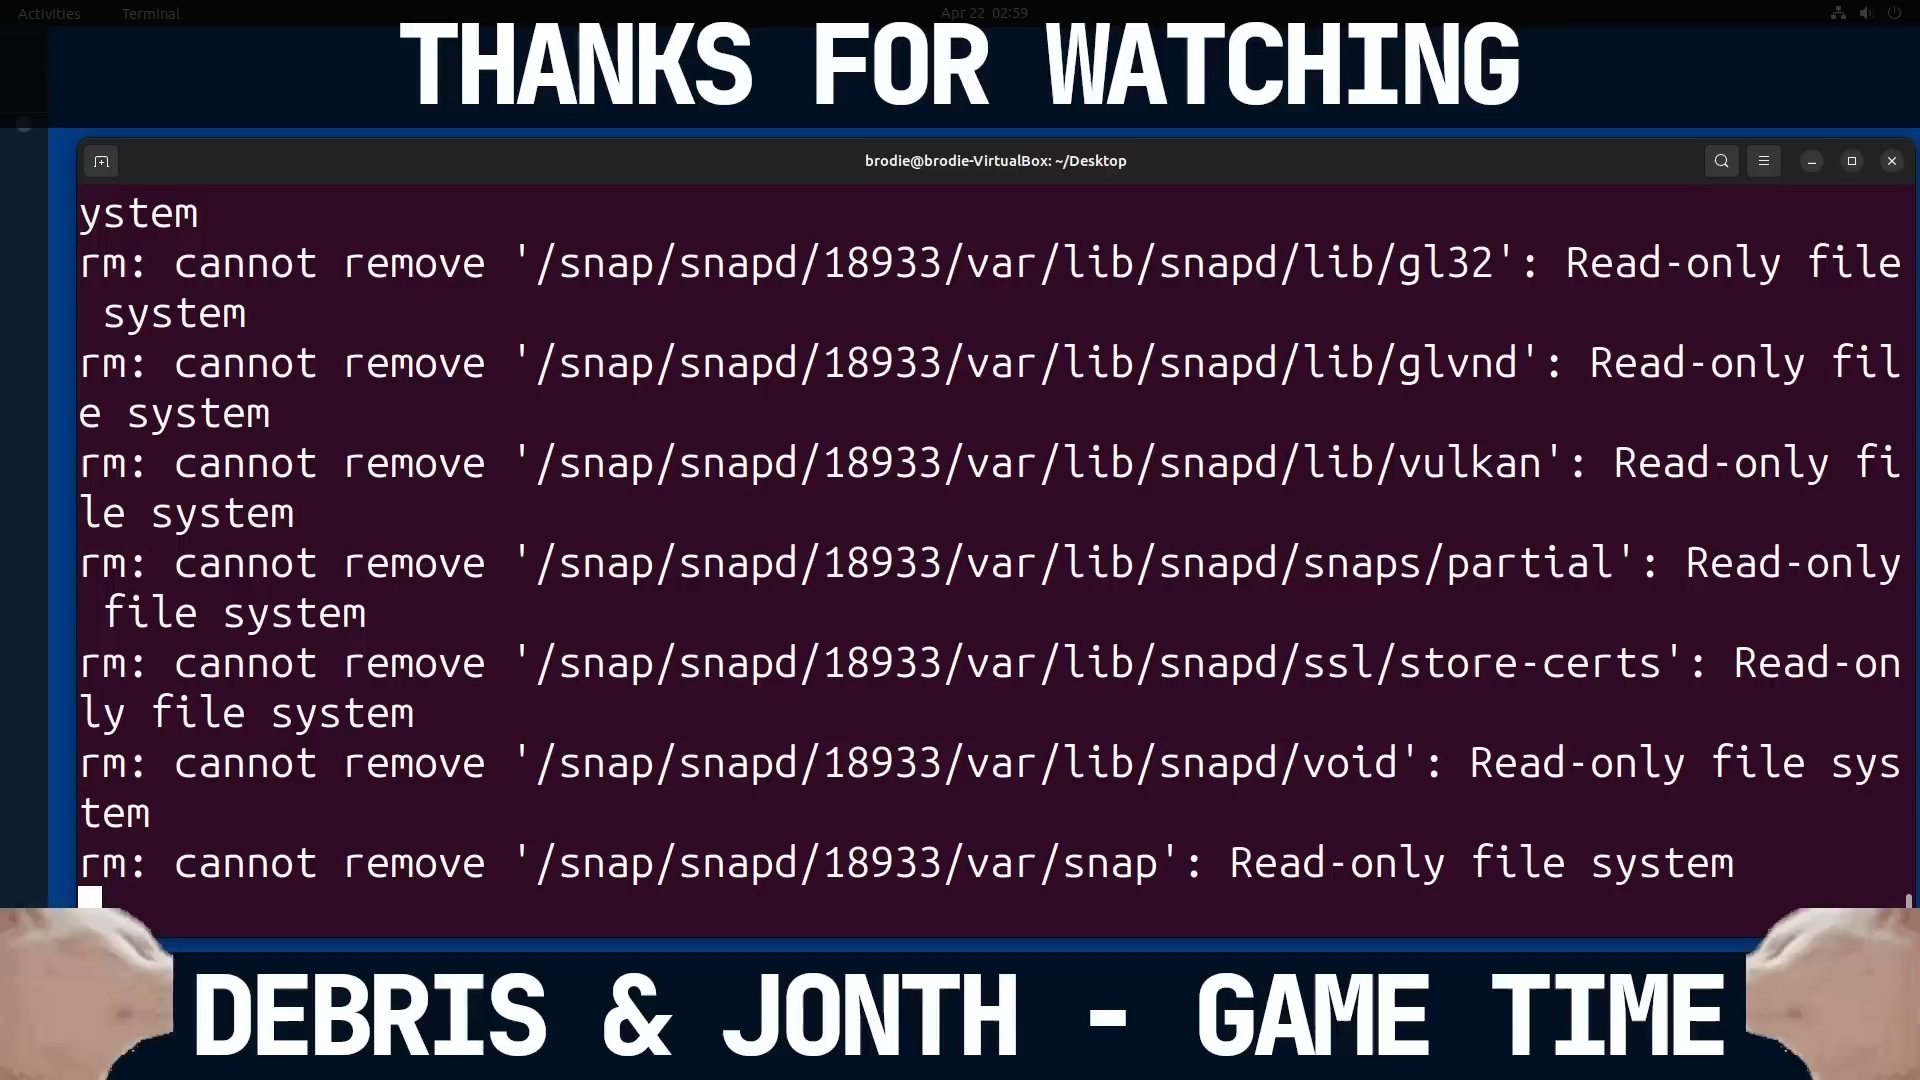 Activities Terminal Apr 22 02:59
THANKS FOR WATCHING
brodie@brodie-VirtualBox: ~/Desktop
ystem
rm: cannot remove '/snap/snapd/18933/var/lib/snapd/lib/gl32': Read-only file
 system
rm: cannot remove '/snap/snapd/18933/var/lib/snapd/lib/glvnd': Read-only fil
e system
rm: cannot remove '/snap/snapd/18933/var/lib/snapd/lib/vulkan': Read-only fi
le system
rm: cannot remove '/snap/snapd/18933/var/lib/snapd/snaps/partial': Read-only
 file system
rm: cannot remove '/snap/snapd/18933/var/lib/snapd/ssl/store-certs': Read-on
ly file system
rm: cannot remove '/snap/snapd/18933/var/lib/snapd/void': Read-only file sys
tem
rm: cannot remove '/snap/snapd/18933/var/snap': Read-only file system
DEBRIS & JONTH - GAME TIME